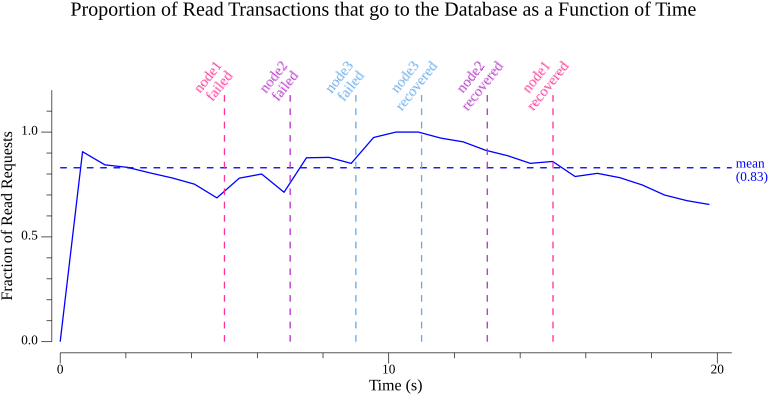 Proportion of Read Transactions that go to the Database as a Function of Time
node1
failed
node2
failed
node3
failed
node3
recovered
node2
recovered
node1
recovered
1.0
0.5
0.0
Fraction of Read Requests
mean
(0.83)
0
10
20
Time (s)